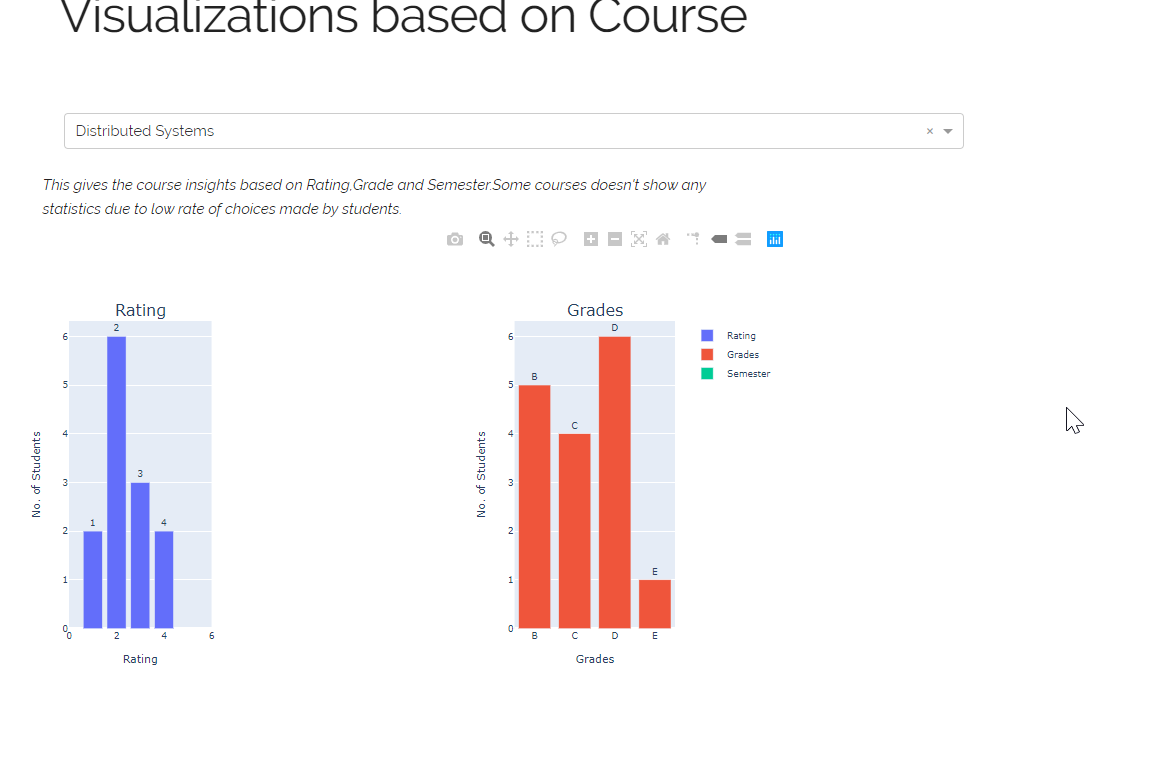 Visualizations based on Course
Distributed Systems
×
This gives the course insights based on Rating,Grade and Semester.Some courses doesn't show any
statistics due to low rate of choices made by students.
Rating
No. of Students
6
5
4
3
2
1
0
2
3
1
4
0 2 4 6
Rating
Grades
No. of Students
6
5
4
3
2
1
0
D
B
C
E
B C D E
Grades
Rating
Grades
Semester